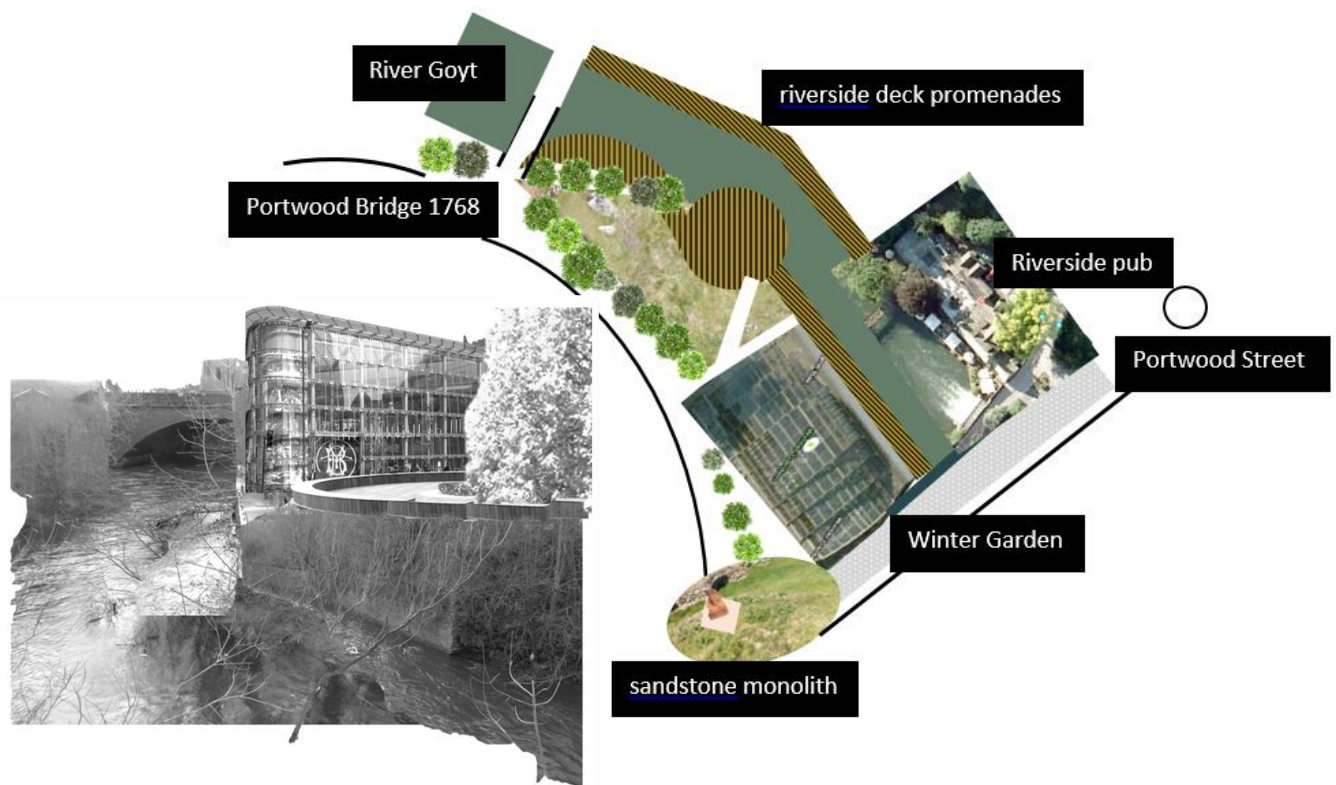 River Goyt
riverside deck promenades
Portwood Bridge 1768
Riverside pub
Portwood Street
Winter Garden
sandstone monolith